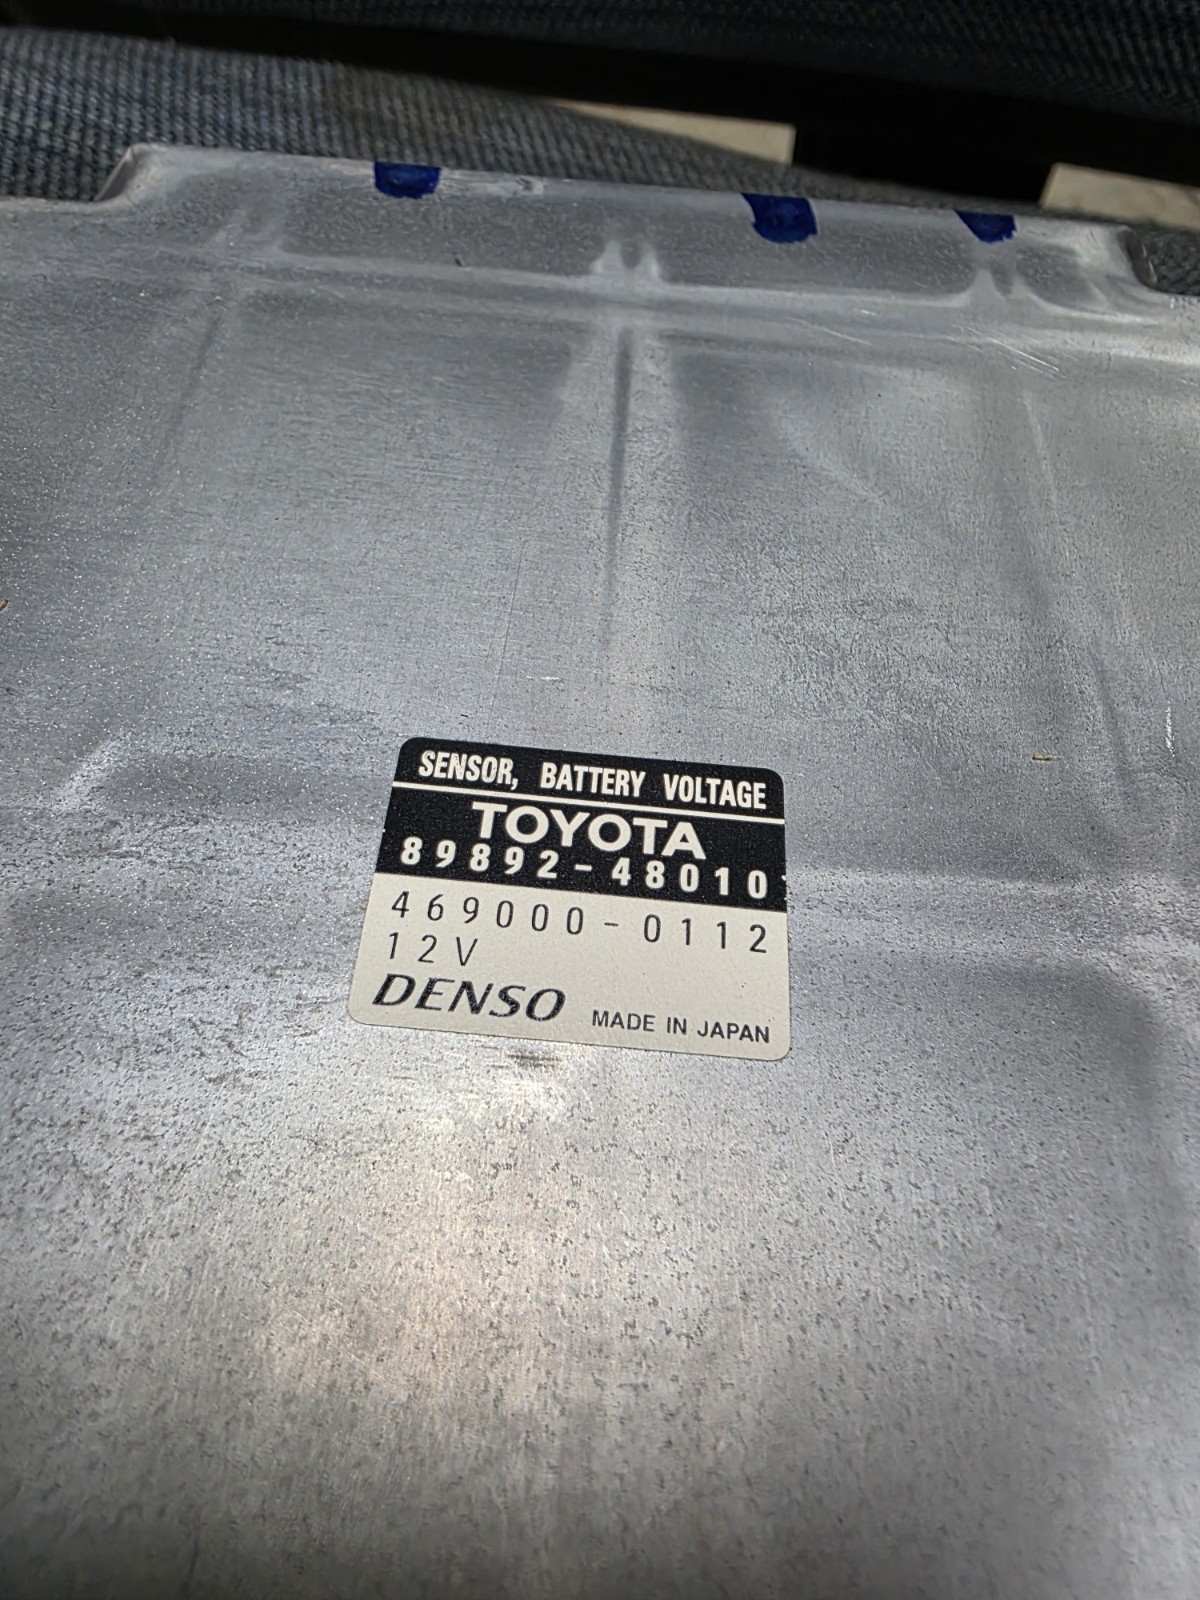 SENSOR, BATTERY VOLTAGE
TOYOTA
89892-48010
469000-0112
12V
DENSO MADE IN JAPAN